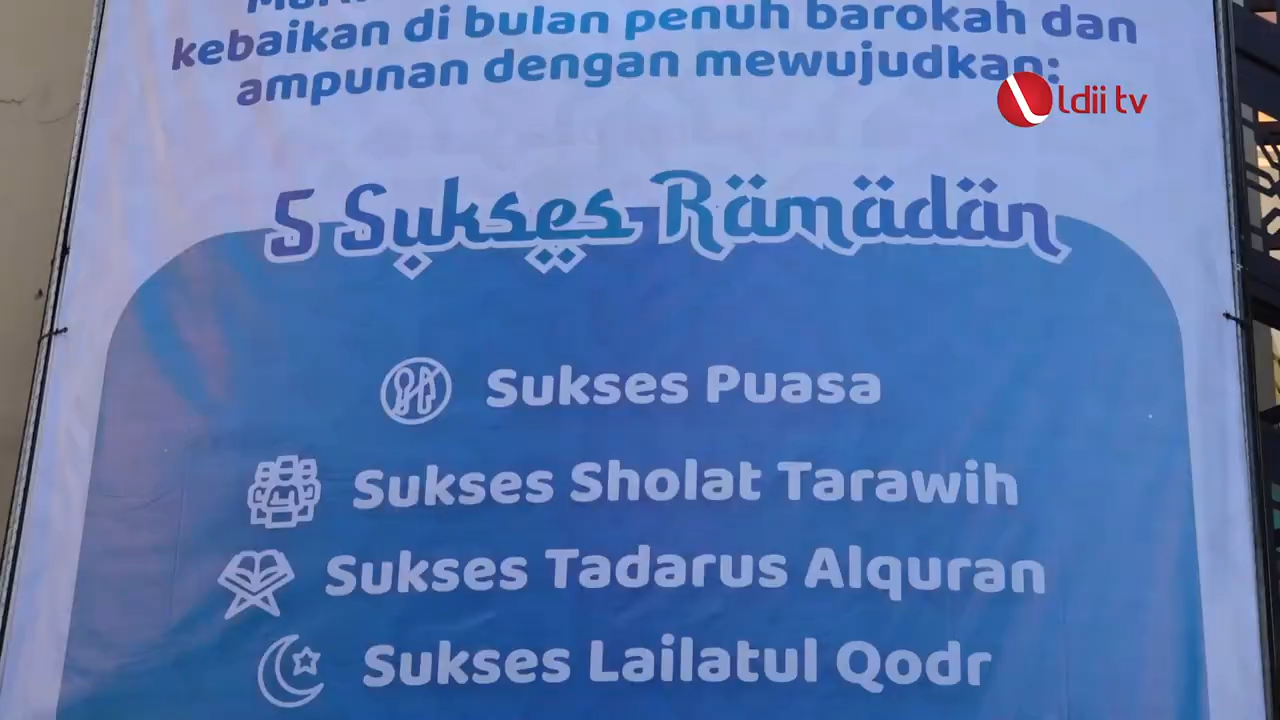 kebaikan di bulan penuh barokah dan
ampunan dengan mewujudkan:
ldii tv
5 Sukses Ramadan
Sukses Puasa
Sukses Sholat Tarawih
Sukses Tadarus Alquran
Sukses Lailatul Qodr